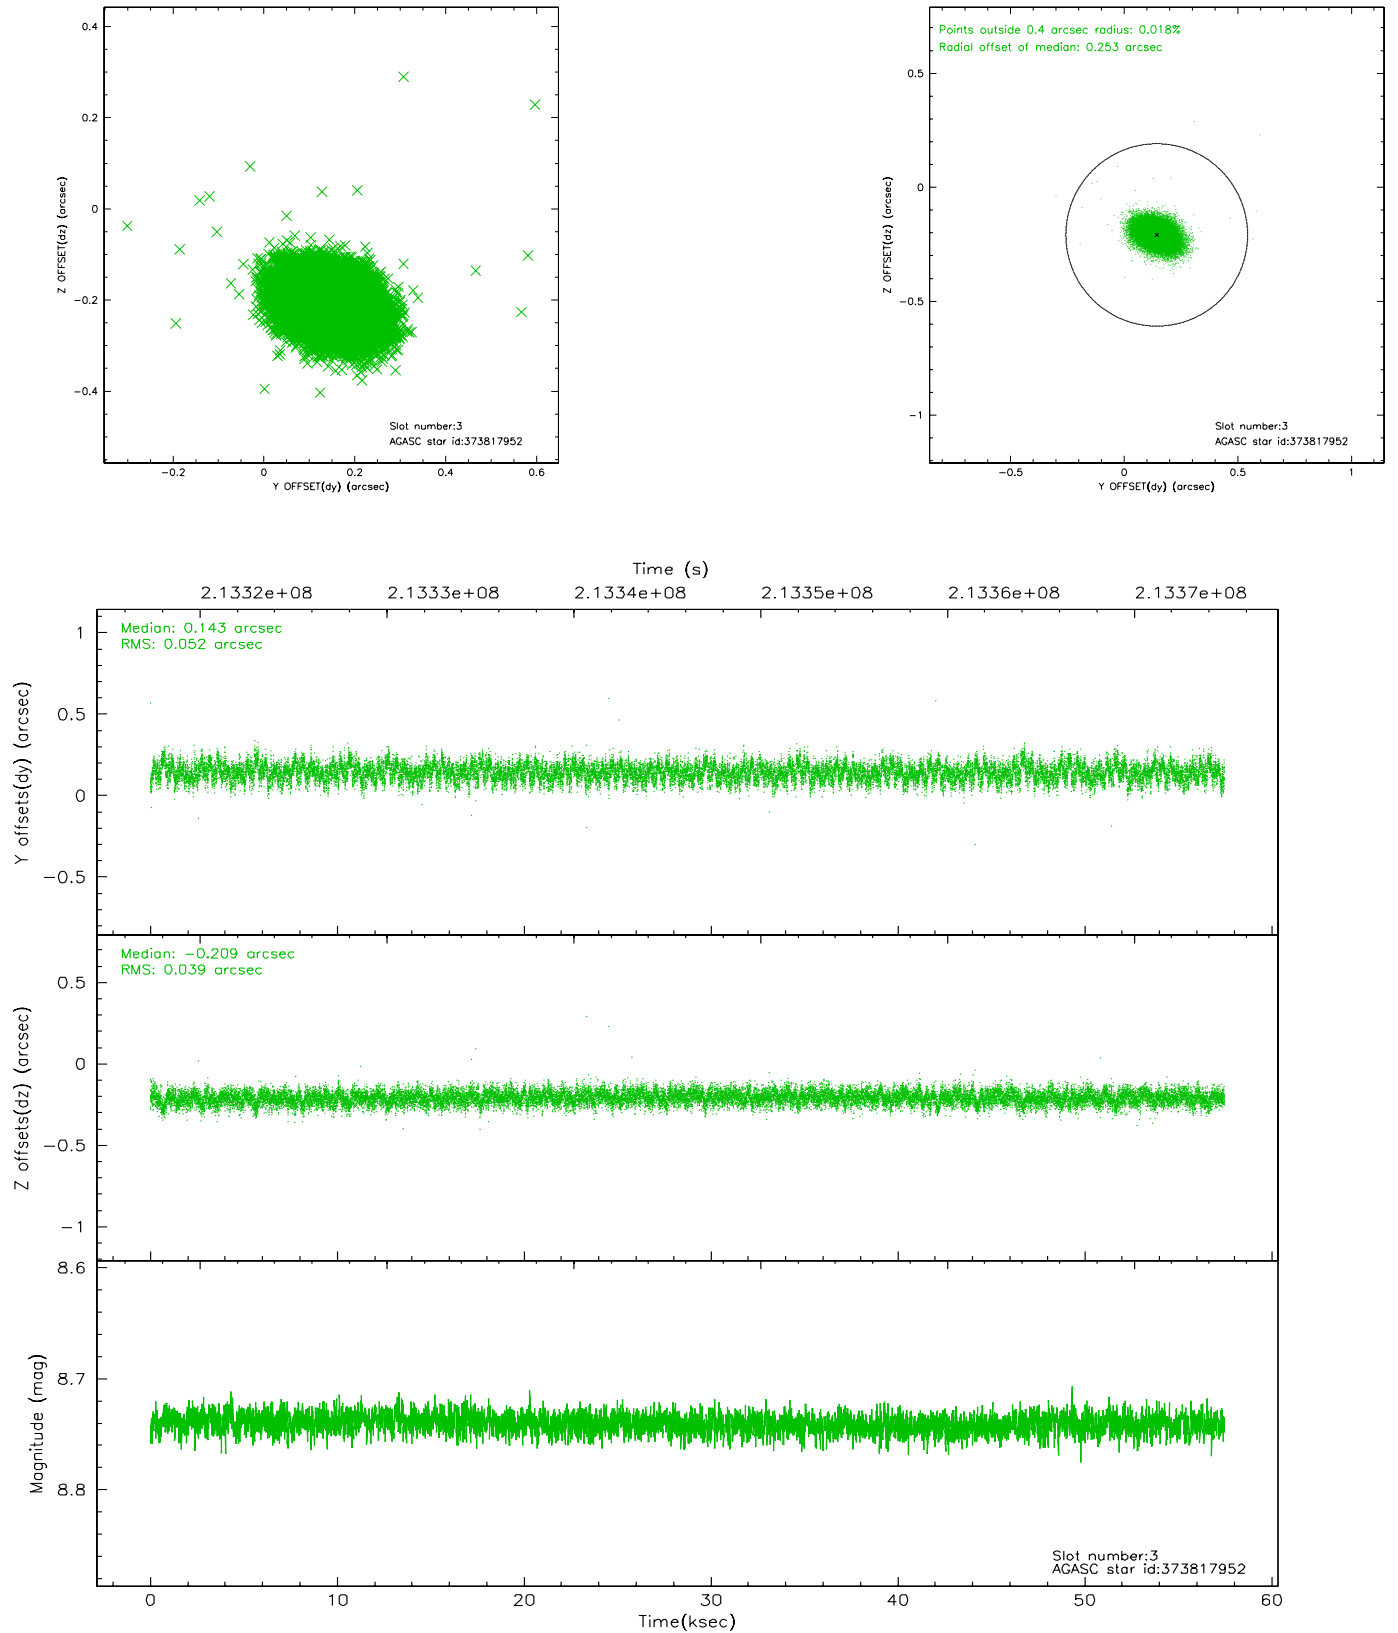 0.4
0.2
0
-0.2
-0.4
Z OFFSET(dz) (arcsec)
Slot number:3
AGASC star id:373817952
-0.2 0 0.2 0.4 0.6
Y OFFSET(dy) (arcsec)
Points outside 0.4 arcsec radius: 0.018%
Radial offset of median: 0.253 arcsec
0.5
0
-0.5
-1
Z OFFSET(dz) (arcsec)
Slot number:3
AGASC star id:373817952
-0.5 0 0.5 1
Y OFFSET(dy) (arcsec)
Time (s)
2.1332e+08 2.1333e+08 2.1334e+08 2.1335e+08 2.1336e+08 2.1337e+08
Median: 0.143 arcsec
RMS: 0.052 arcsec
1
0.5
0
-0.5
Y offsets(dy) (arcsec)
Median: -0.209 arcsec
RMS: 0.039 arcsec
0.5
0
-0.5
-1
Z offsets(dz) (arcsec)
8.6
8.7
8.8
Magnitude (mag)
Slot number:3
AGASC star id:373817952
0 10 20 30 40 50 60
Time(ksec)